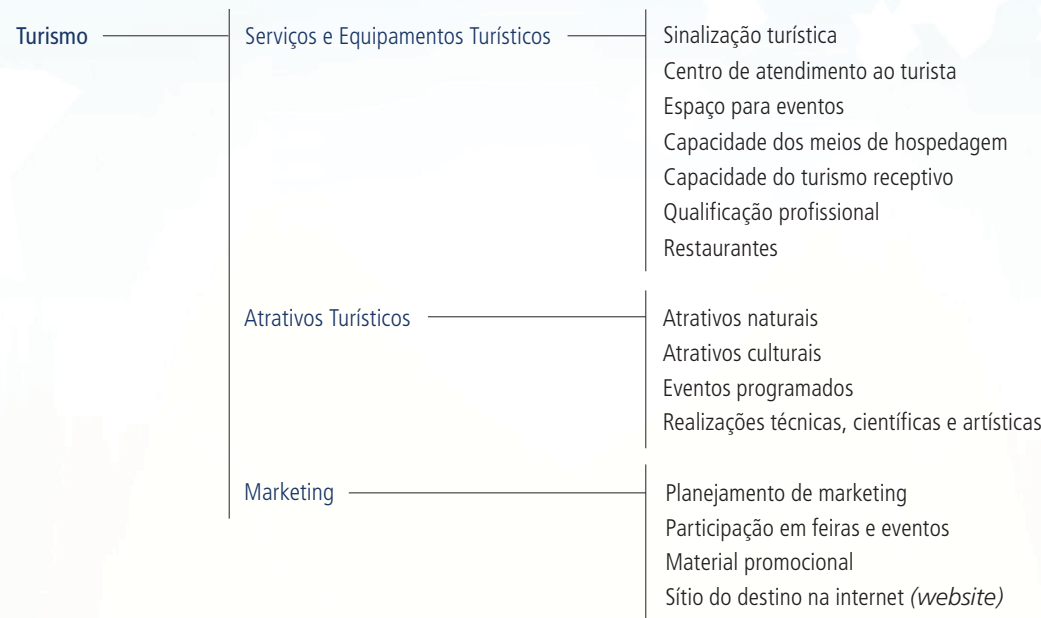 Turismo
Serviços e Equipamentos Turísticos
Sinalização turística
Centro de atendimento ao turista
Espaço para eventos
Capacidade dos meios de hospedagem
Capacidade do turismo receptivo
Qualificação profissional
Restaurantes
Atrativos Turísticos
Atrativos naturais
Atrativos culturais
Eventos programados
Realizações técnicas, científicas e artísticas
Marketing
Planejamento de marketing
Participação em feiras e eventos
Material promocional
Sítio do destino na internet (website)